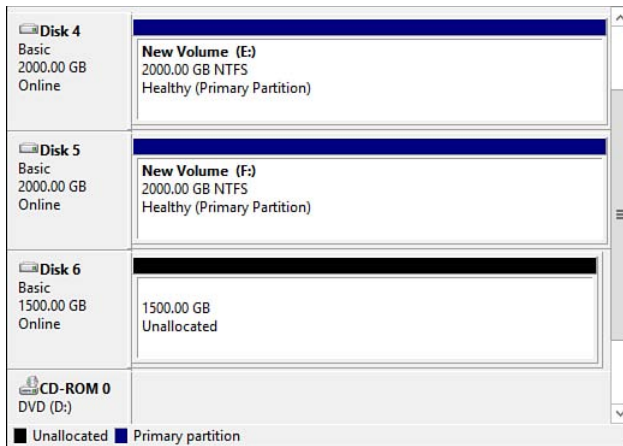 Disk 4
Basic
2000.00 GB
Online
New Volume (E:)
2000.00 GB NTFS
Healthy (Primary Partition)
Disk 5
Basic
2000.00 GB
Online
New Volume (F:)
2000.00 GB NTFS
Healthy (Primary Partition)
Disk 6
Basic
1500.00 GB
Online
1500.00 GB
Unallocated
CD-ROM 0
DVD (D:)
Unallocated Primary partition